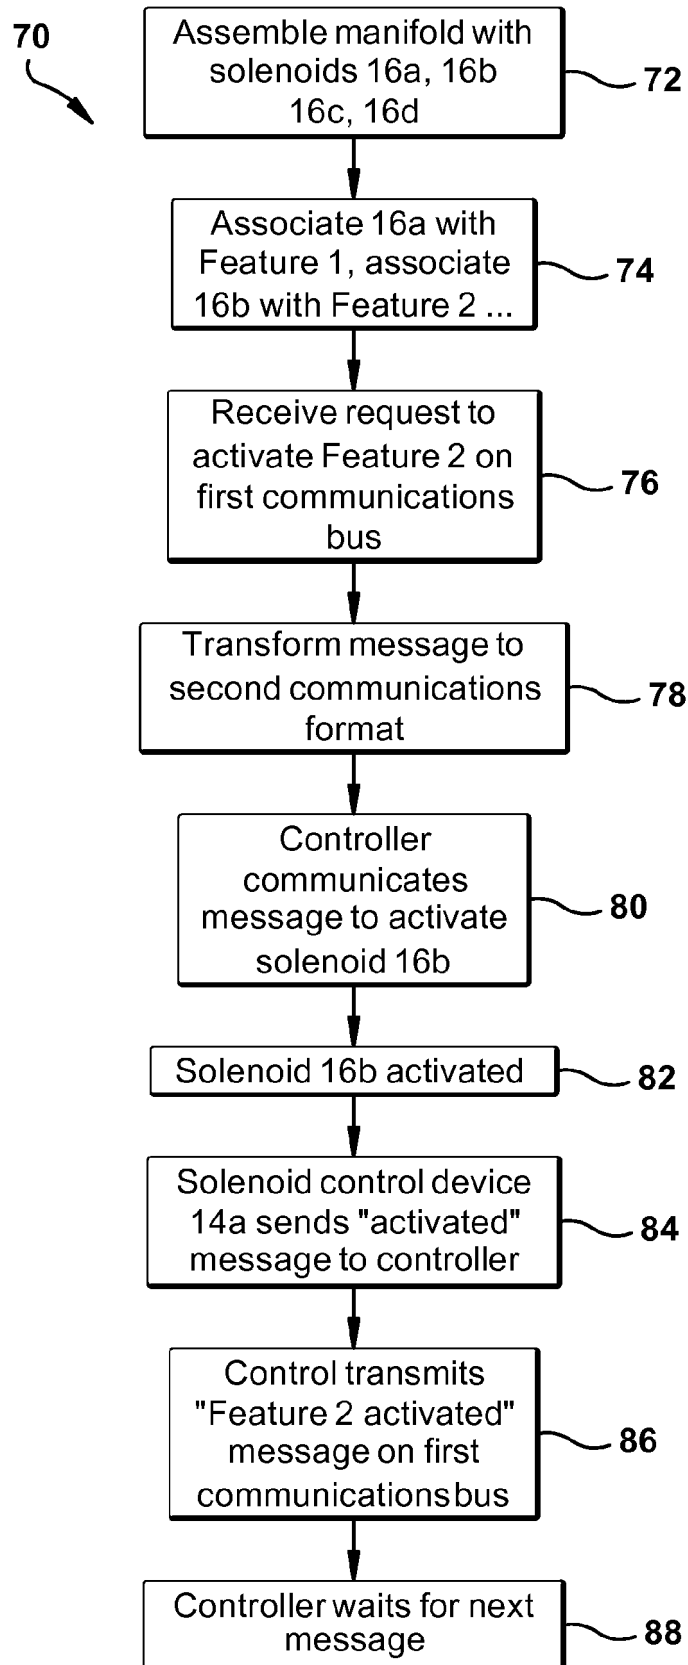 70
Assemble manifold with
solenoids 16a, 16b
16c, 16d
72
Associate 16a with
Feature 1, associate
16b with Feature 2 ...
74
Receive request to
activate Feature 2 on
first communications
bus
76
Transform message to
second communications
format
78
Controller
communicates
message to activate
solenoid 16b
80
Solenoid 16b activated
82
Solenoid control device
14a sends "activated"
message to controller
84
Control transmits
"Feature 2 activated"
message on first
communications bus
86
Controller waits for next
message
88